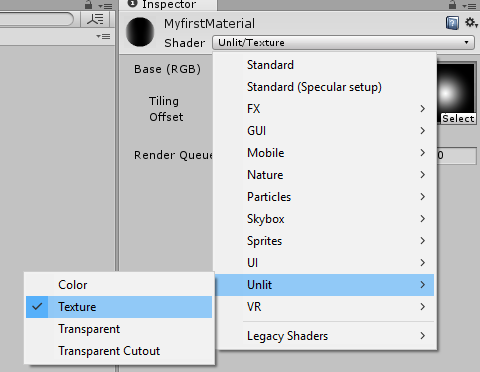 Inspector
MyfirstMaterial
Shader Unlit/Texture
Base (RGB)
Tiling
Offset
Select
Render Queue
0
Standard
Standard (Specular setup)
FX
GUI
Mobile
Nature
Particles
Skybox
Sprites
UI
Unlit
VR
Legacy Shaders
Color
Texture
Transparent
Transparent Cutout